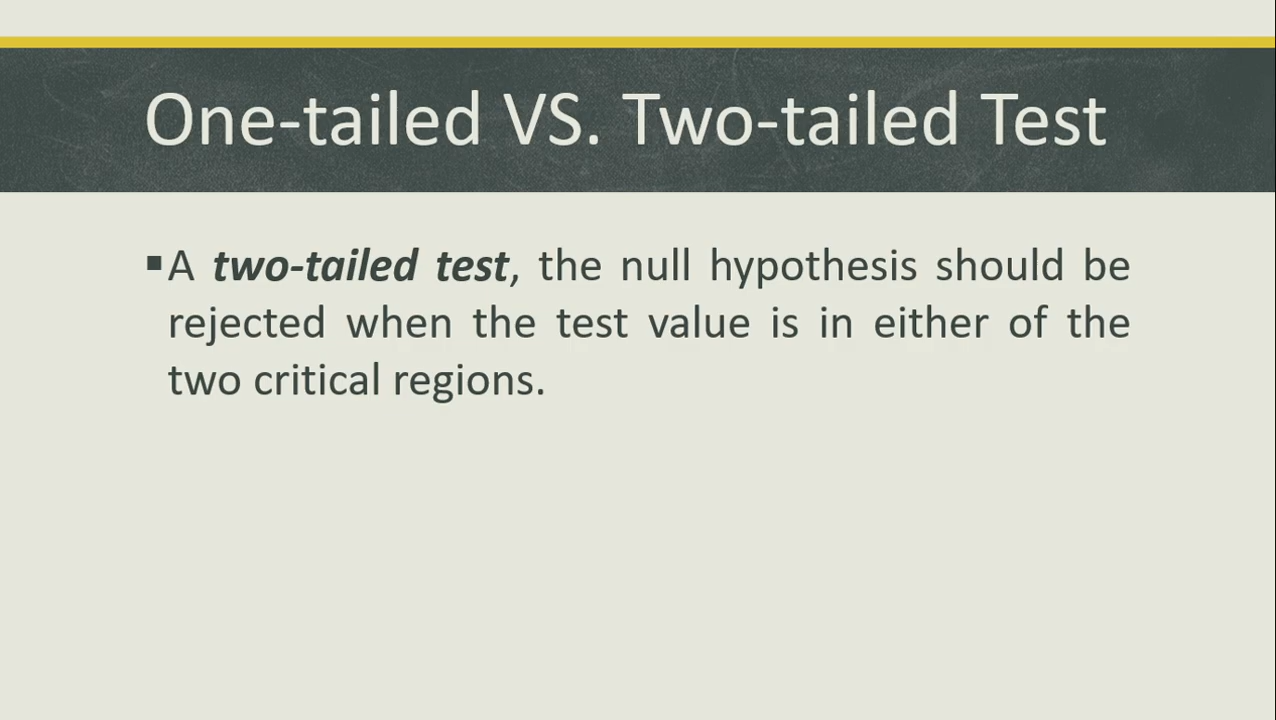 One-tailed VS. Two-tailed Test
▪A two-tailed test, the null hypothesis should be
rejected when the test value is in either of the
two critical regions.